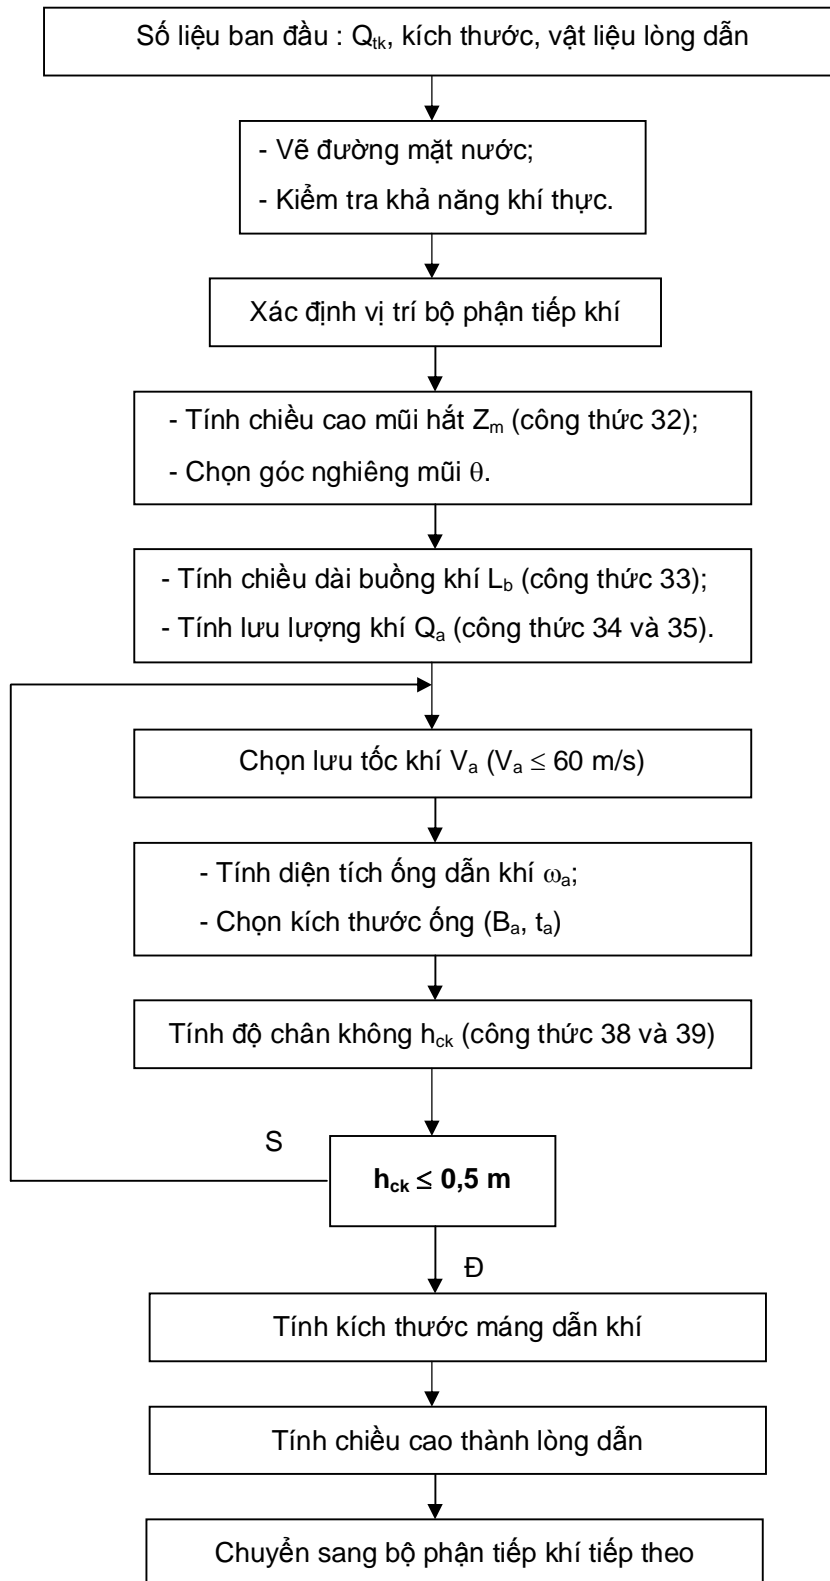 Số liệu ban đầu : Qtk, kích thước, vật liệu lòng dẫn
- Vẽ đường mặt nước;
- Kiểm tra khả năng khí thực.
Xác định vị trí bộ phận tiếp khí
- Tính chiều cao mũi hắt Zm (công thức 32);
- Chọn góc nghiêng mũi θ.
- Tính chiều dài buồng khí Lb (công thức 33);
- Tính lưu lượng khí Qa (công thức 34 và 35).
Chọn lưu tốc khí Va (Va ≤ 60 m/s)
- Tính diện tích ống dẫn khí ωa;
- Chọn kích thước ống (Ba, ta)
Tính độ chân không hck (công thức 38 và 39)
S
hck ≤ 0,5 m
Đ
Tính kích thước máng dẫn khí
Tính chiều cao thành lòng dẫn
Chuyển sang bộ phận tiếp khí tiếp theo